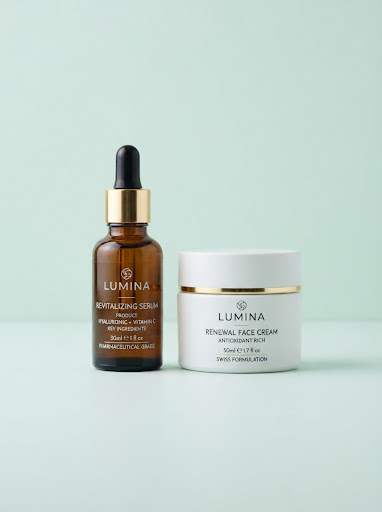 LUMINA
REVITALIZING SERUM
PRODUCT
HYALURONIC + VITAMIN C
KEY INGREDIENTS
30ml ℮ 1 fl oz
PHARMACEUTICAL GRADE
LUMINA
RENEWAL FACE CREAM
ANTIOXIDANT RICH
50ml ℮ 1.7 fl oz
SWISS FORMULATION